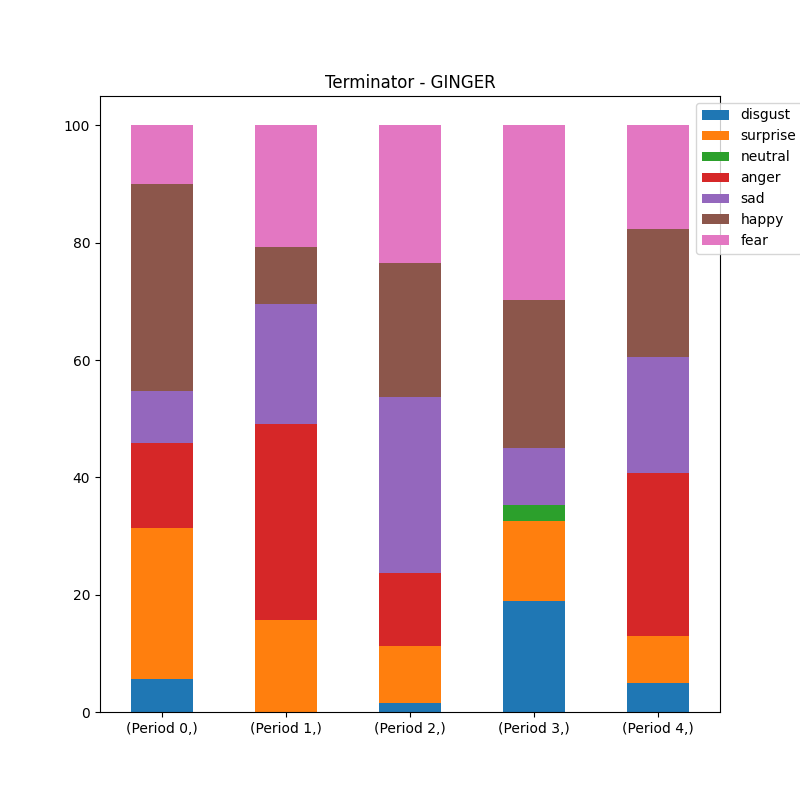 Terminator - GINGER
100
80
60
40
20
0
(Period 0,) (Period 1,) (Period 2,) (Period 3,) (Period 4,)
disgust
surprise
neutral
anger
sad
happy
fear